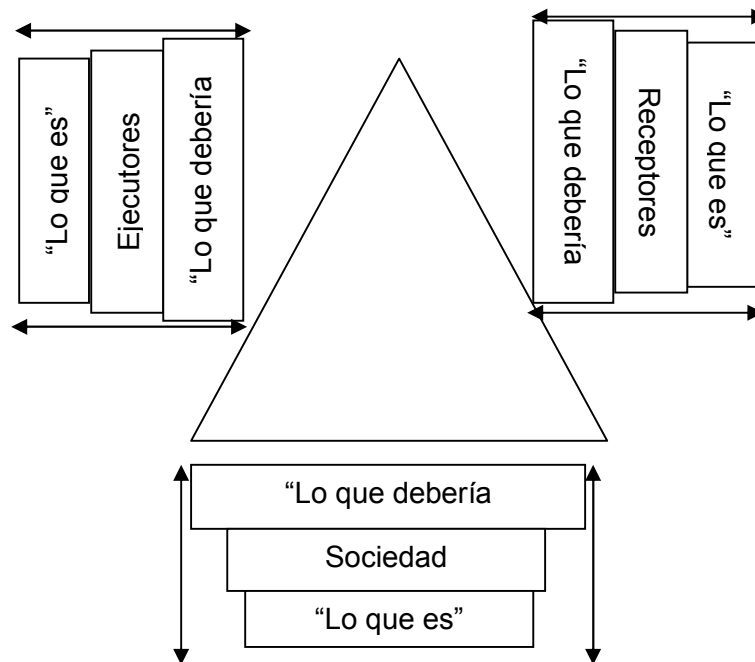 “Lo que es”
Ejecutores
“Lo que debería
“Lo que debería
Receptores
“Lo que es”
“Lo que debería
Sociedad
“Lo que es”